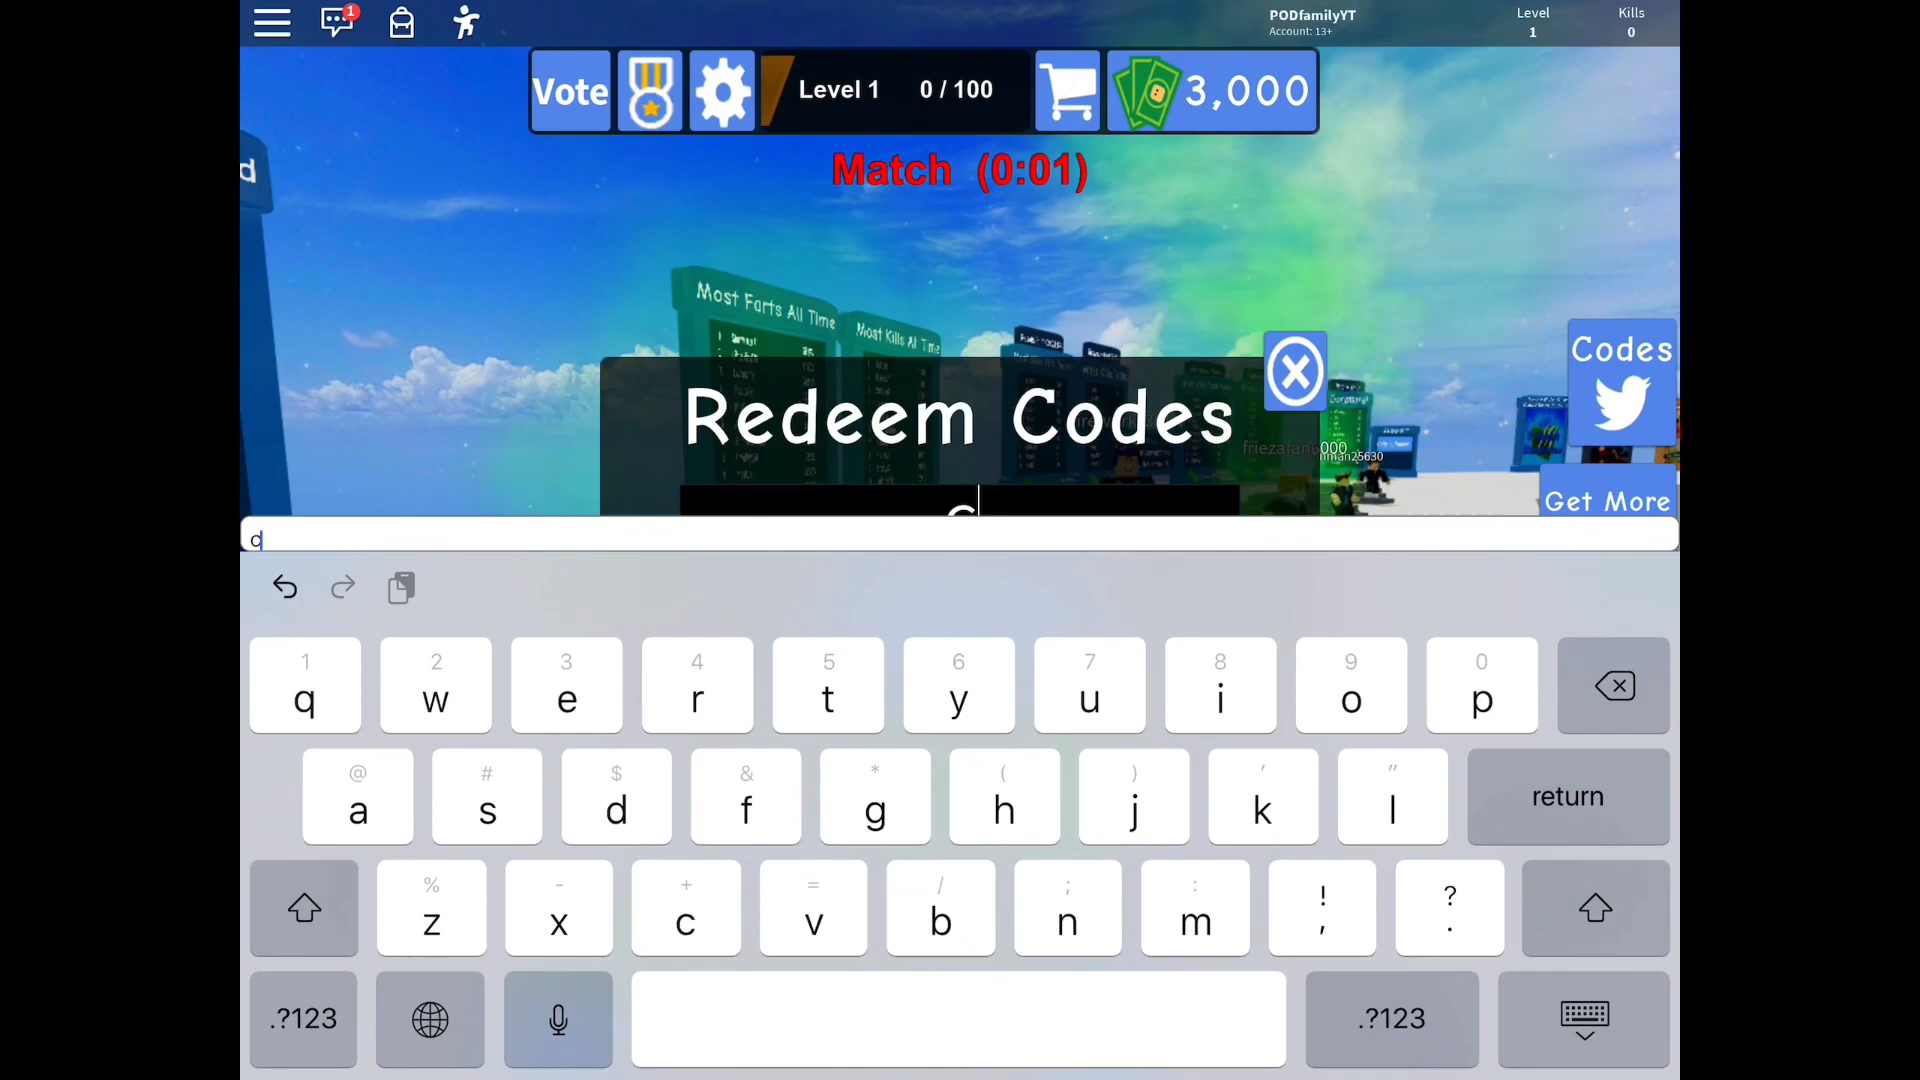 1
PODfamilyYT
Account: 13+
Level
1
Kills
0
Vote
Level 1
0 / 100
3,000
Match (0:01)
d
Most Farts All Time
Most Kills All Time
Codes
Redeem Codes
Get More
c
1 2 3 4 5 6 7 8 9 0
q w e r t y u i o p
@ # $ & * ( ) ' "
a s d f g h j k l return
% - + = / ; : ! ?
z x c v b n m , .
.?123
.?123